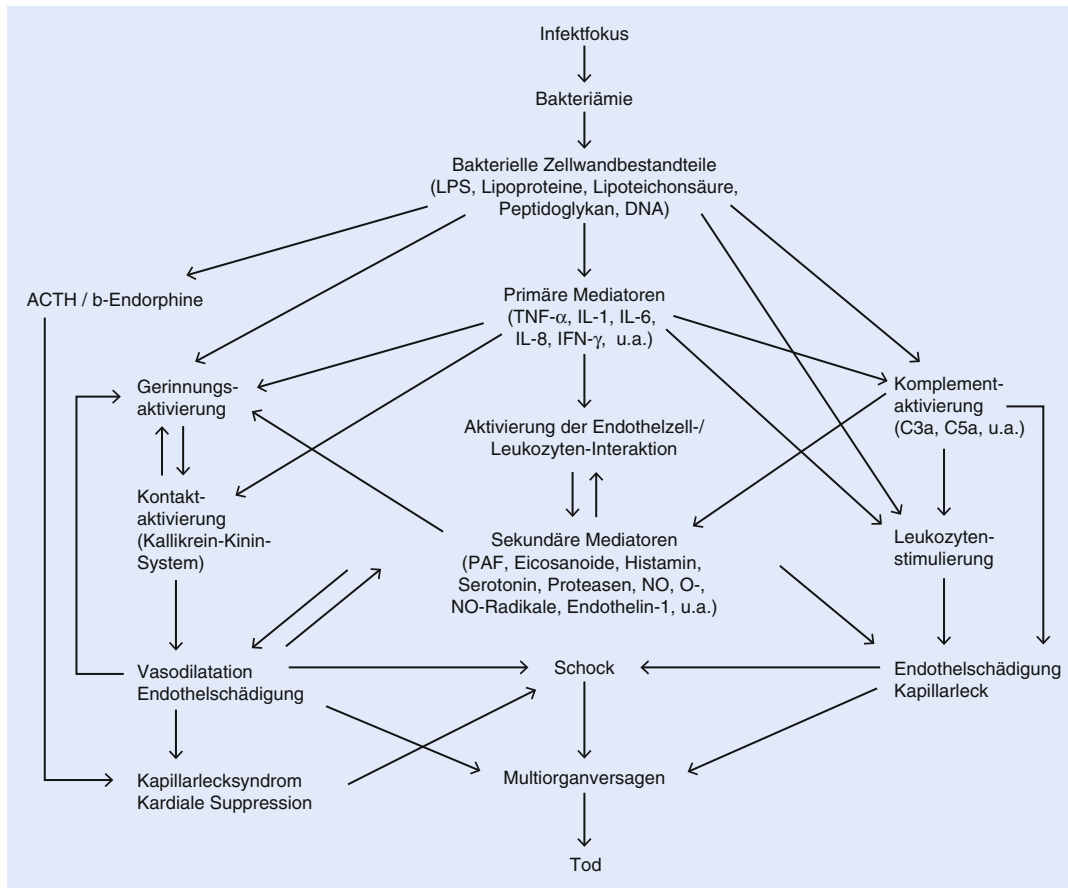 Infektfokus
Bakteriämie
Bakterielle Zellwandbestandteile
(LPS, Lipoproteine, Lipoteichonsäure,
Peptidoglykan, DNA)
ACTH / b-Endorphine
Primäre Mediatoren
(TNF-α, IL-1, IL-6,
IL-8, IFN-γ, u.a.)
Gerinnungs-
aktivierung
Komplement-
aktivierung
(C3a, C5a, u.a.)
Aktivierung der Endothelzell-/
Leukozyten-Interaktion
Kontakt-
aktivierung
(Kallikrein-Kinin-
System)
Sekundäre Mediatoren
(PAF, Eicosanoide, Histamin,
Serotonin, Proteasen, NO, O-,
NO-Radikale, Endothelin-1, u.a.)
Leukozyten-
stimulierung
Vasodilatation
Endothelschädigung
Schock
Endothelschädigung
Kapillarleck
Kapillarlecksyndrom
Kardiale Suppression
Multiorganversagen
Tod